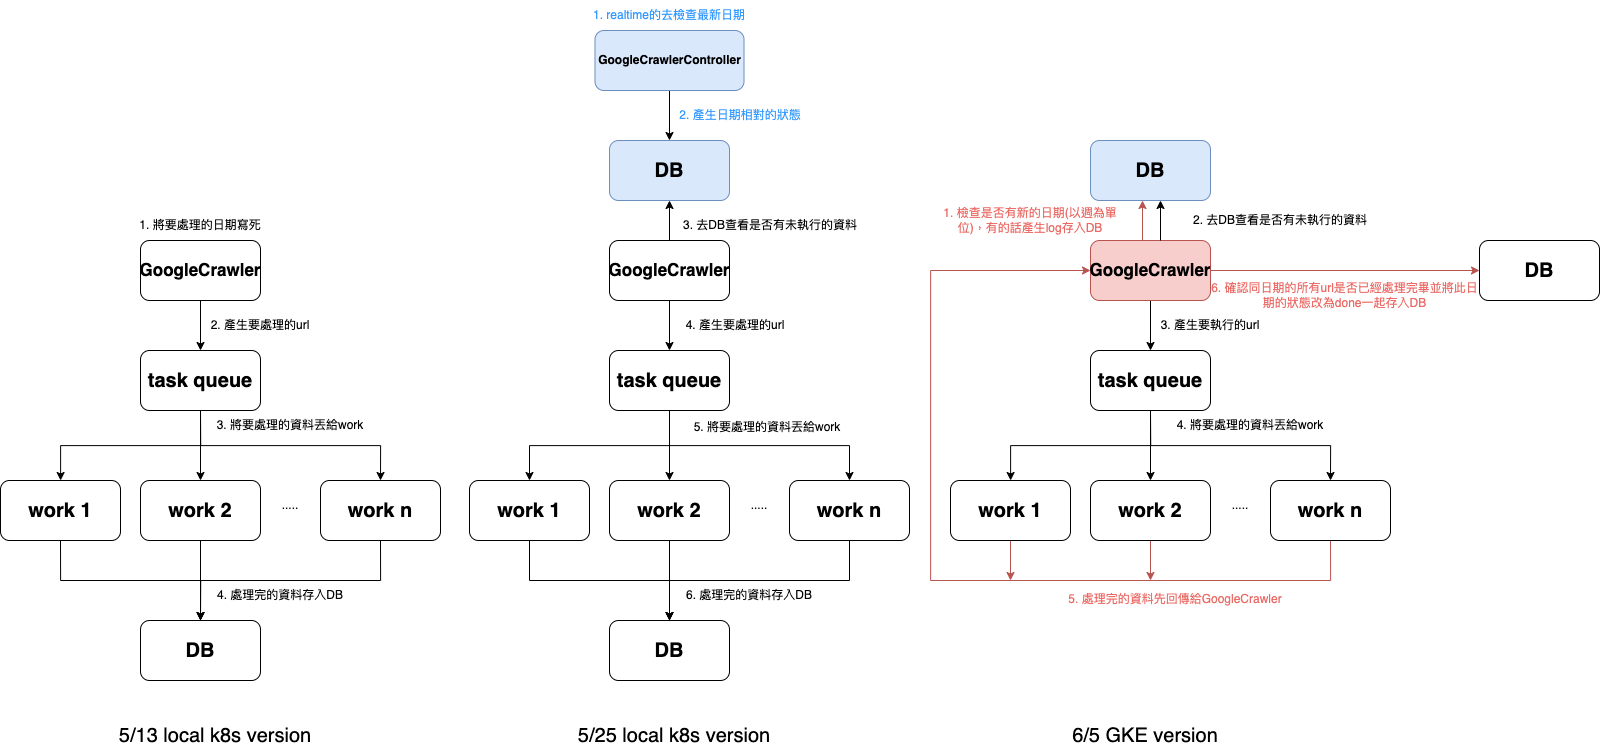 1. 將要處理的日期寫死
GoogleCrawler
2. 產生要處理的url
task queue
3. 將要處理的資料丟給work
work 1
work 2
.....
work n
4. 處理完的資料存入DB
DB
5/13 local k8s version
1. realtime的去檢查最新日期
GoogleCrawlerController
2. 產生日期相對的狀態
DB
3. 去DB查看是否有未執行的資料
GoogleCrawler
4. 產生要處理的url
task queue
5. 將要處理的資料丟給work
work 1
work 2
.....
work n
6. 處理完的資料存入DB
DB
5/25 local k8s version
DB
1. 檢查是否有新的日期(以週為單
位)，有的話產生log存入DB
2. 去DB查看是否有未執行的資料
GoogleCrawler
DB
6. 確認同日期的所有url是否已經處理完畢並將此日
期的狀態改為done一起存入DB
3. 產生要執行的url
task queue
4. 將要處理的資料丟給work
work 1
work 2
.....
work n
5. 處理完的資料先回傳給GoogleCrawler
6/5 GKE version